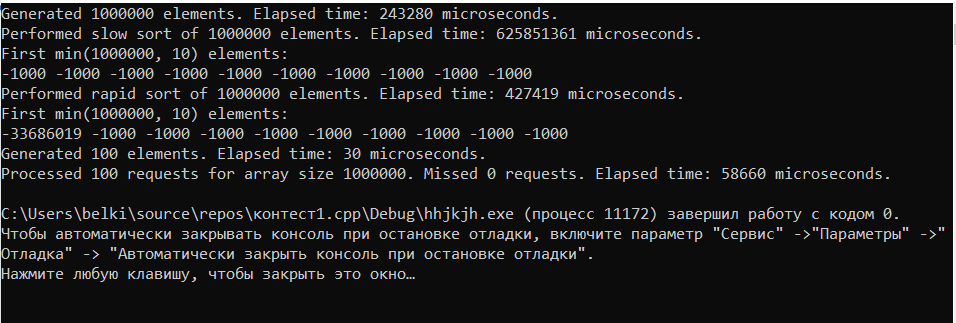 Generated 1000000 elements. Elapsed time: 243280 microseconds.
Performed slow sort of 1000000 elements. Elapsed time: 625851361 microseconds.
First min(1000000, 10) elements:
-1000 -1000 -1000 -1000 -1000 -1000 -1000 -1000 -1000 -1000
Performed rapid sort of 1000000 elements. Elapsed time: 427419 microseconds.
First min(1000000, 10) elements:
-33686019 -1000 -1000 -1000 -1000 -1000 -1000 -1000 -1000 -1000
Generated 100 elements. Elapsed time: 30 microseconds.
Processed 100 requests for array size 1000000. Missed 0 requests. Elapsed time: 58660 microseconds.
C:\Users\belki\source\repos\контест1.cpp\Debug\hhjkjh.exe (процесс 11172) завершил работу с кодом 0.
Чтобы автоматически закрывать консоль при остановке отладки, включите параметр "Сервис" ->"Параметры" ->"
Отладка" -> "Автоматически закрыть консоль при остановке отладки".
Нажмите любую клавишу, чтобы закрыть это окно…